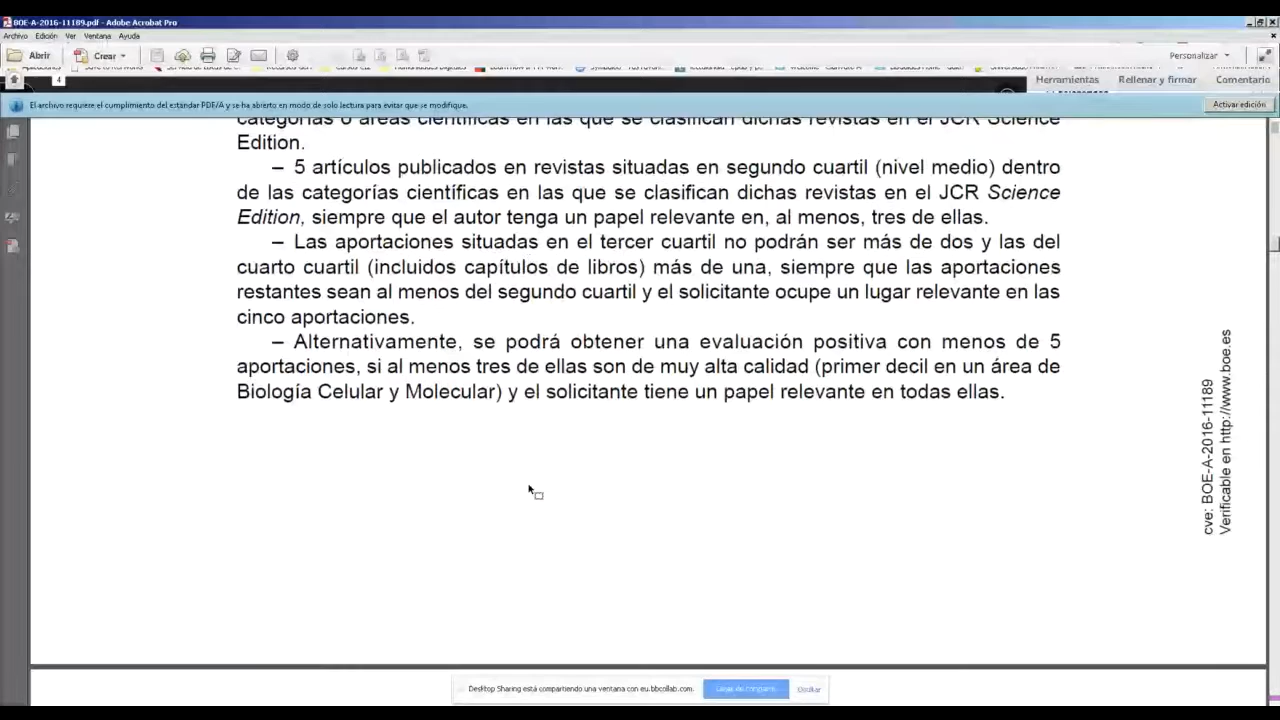 BOE-A-2016-11189.pdf - Adobe Acrobat Pro
Archivo Edición Ver Ventana Ayuda
Abrir Crear Personalizar
4 Herramientas Rellenar y firmar Comentario
El archivo requiere el cumplimiento del estándar PDF/A y se ha abierto en modo de solo lectura para evitar que se modifique. Activar edición
categorías o áreas científicas en las que se clasifican dichas revistas en el JCR Science
Edition.
– 5 artículos publicados en revistas situadas en segundo cuartil (nivel medio) dentro
de las categorías científicas en las que se clasifican dichas revistas en el JCR Science
Edition, siempre que el autor tenga un papel relevante en, al menos, tres de ellas.
– Las aportaciones situadas en el tercer cuartil no podrán ser más de dos y las del
cuarto cuartil (incluidos capítulos de libros) más de una, siempre que las aportaciones
restantes sean al menos del segundo cuartil y el solicitante ocupe un lugar relevante en las
cinco aportaciones.
– Alternativamente, se podrá obtener una evaluación positiva con menos de 5
aportaciones, si al menos tres de ellas son de muy alta calidad (primer decil en un área de
Biología Celular y Molecular) y el solicitante tiene un papel relevante en todas ellas.
cve: BOE-A-2016-11189
Verificable en http://www.boe.es
Desktop Sharing está compartiendo una ventana con eu.bbcollab.com. Ocultar